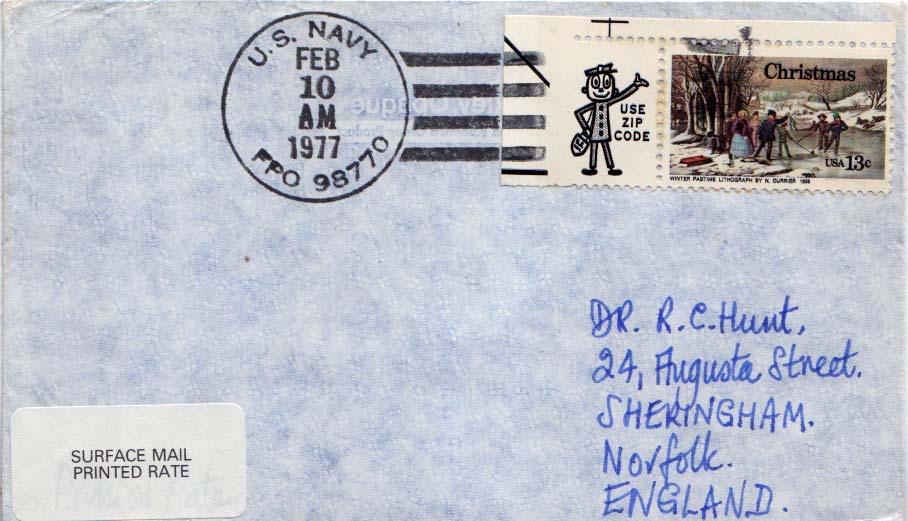 U.S. NAVY
FEB
10
AM
1977
FPO 98770
USE
ZIP
CODE
Christmas
USA 13c
WINTER PASTIME LITHOGRAPH BY N. CURRIER 1856
DR. R.C. Hunt,
24, Augusta Street.
SHERINGHAM.
Norfolk.
ENGLAND.
SURFACE MAIL
PRINTED RATE